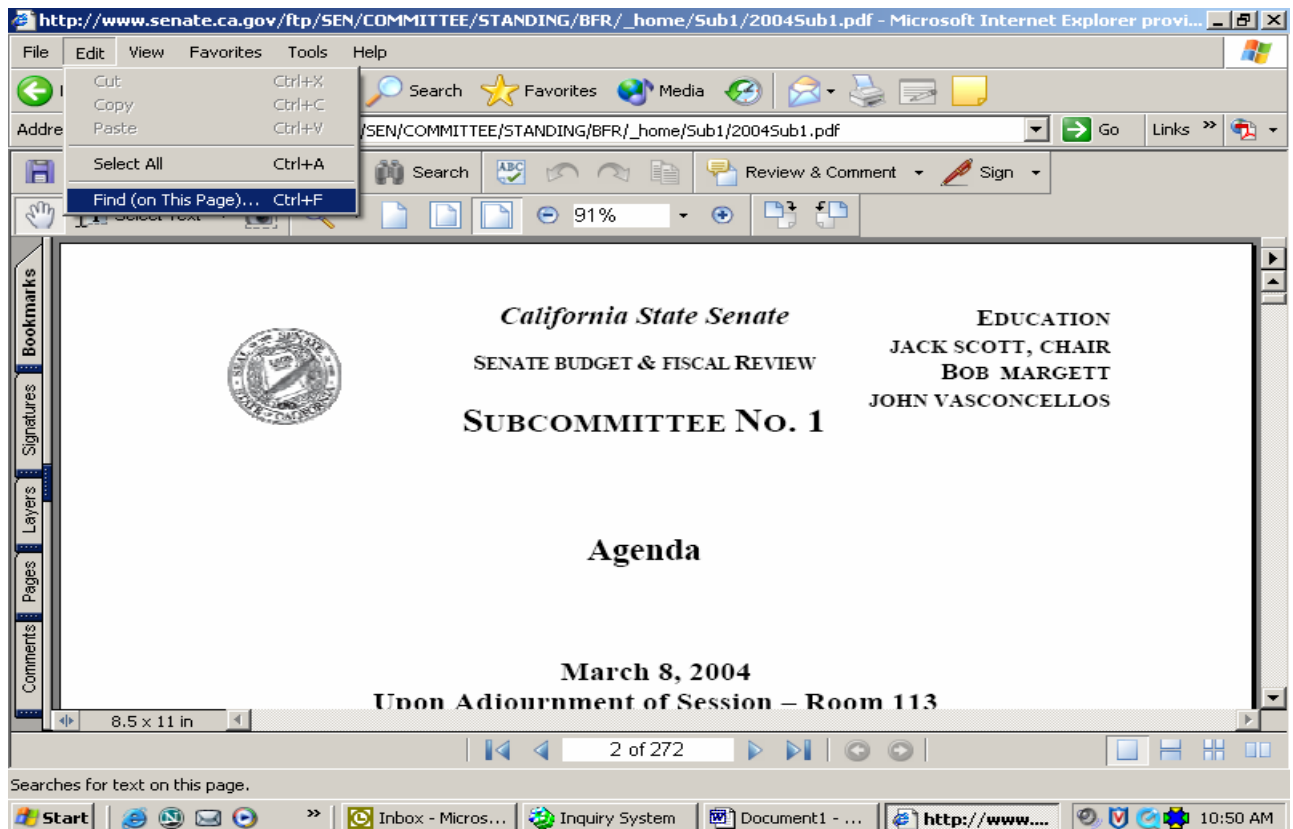 http://www.senate.ca.gov/ftp/SEN/COMMITTEE/STANDING/BFR/_home/Sub1/2004Sub1.pdf - Microsoft Internet Explorer provi...
File Edit View Favorites Tools Help
Cut Ctrl+X
Copy Ctrl+C
Paste Ctrl+V
Select All Ctrl+A
Find (on This Page)... Ctrl+F
Search Favorites Media
Addre /SEN/COMMITTEE/STANDING/BFR/_home/Sub1/2004Sub1.pdf Go Links »
Search ABC Review & Comment Sign
Select Text 91%
Bookmarks
Signatures
Layers
Pages
Comments
California State Senate
SENATE BUDGET & FISCAL REVIEW
SUBCOMMITTEE NO. 1
EDUCATION
JACK SCOTT, CHAIR
BOB MARGETT
JOHN VASCONCELLOS
Agenda
March 8, 2004
Upon Adjournment of Session – Room 113
8.5 x 11 in
2 of 272
Searches for text on this page.
Start » Inbox - Micros... Inquiry System Document1 - ... http://www.... 10:50 AM